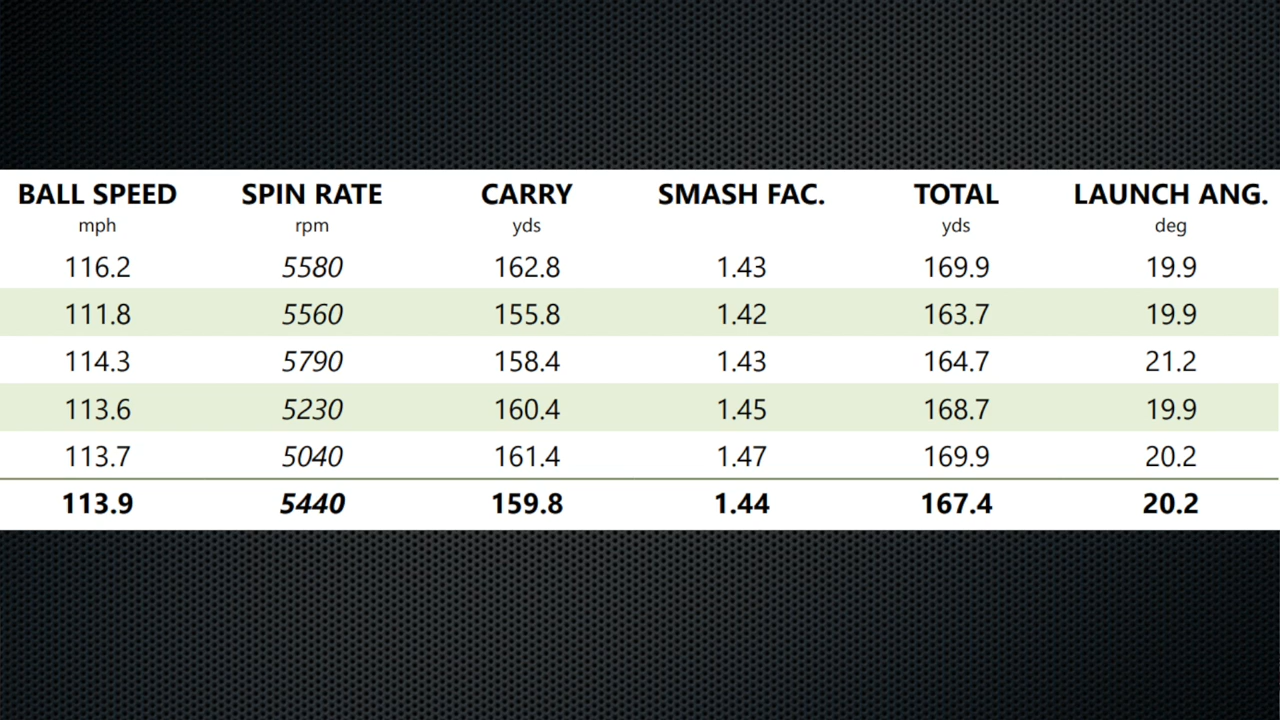 BALL SPEED SPIN RATE CARRY SMASH FAC. TOTAL LAUNCH ANG.
mph rpm yds yds deg
116.2 5580 162.8 1.43 169.9 19.9
111.8 5560 155.8 1.42 163.7 19.9
114.3 5790 158.4 1.43 164.7 21.2
113.6 5230 160.4 1.45 168.7 19.9
113.7 5040 161.4 1.47 169.9 20.2
113.9 5440 159.8 1.44 167.4 20.2